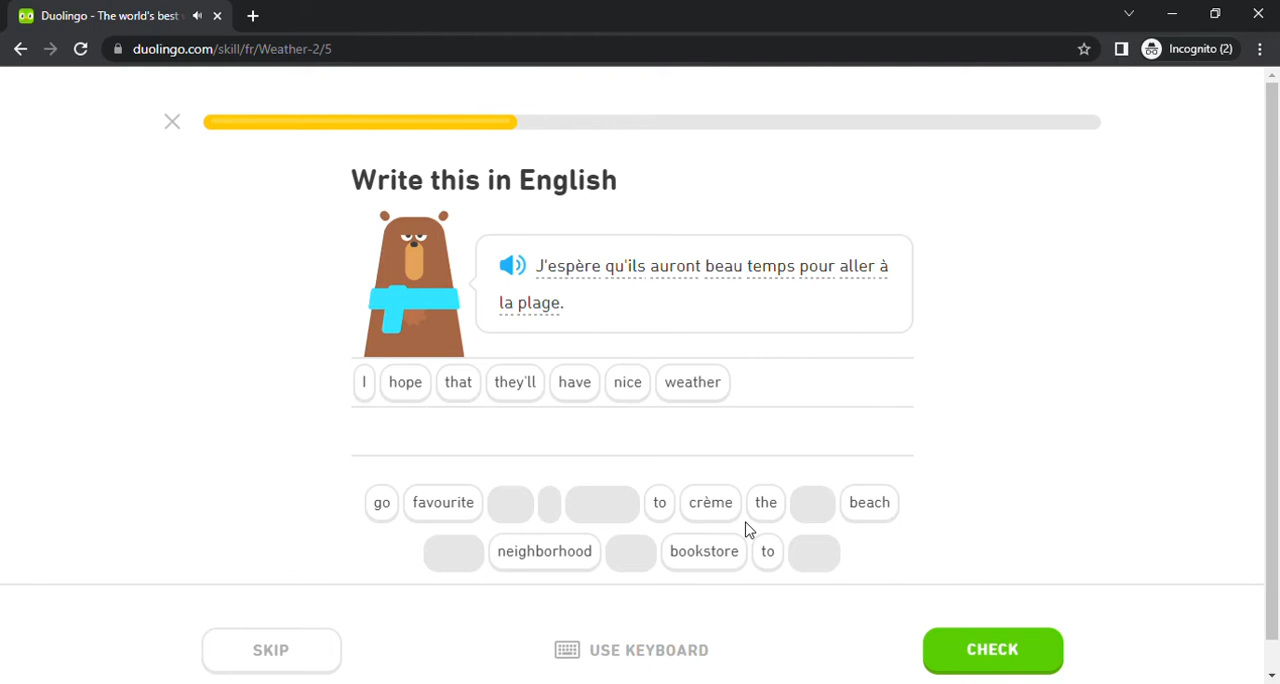 Duolingo - The world's best
duolingo.com/skill/fr/Weather-2/5
Incognito (2)
Write this in English
J'espère qu'ils auront beau temps pour aller à
la plage.
I hope that they'll have nice weather
go favourite to crème the beach
neighborhood bookstore to
SKIP USE KEYBOARD CHECK